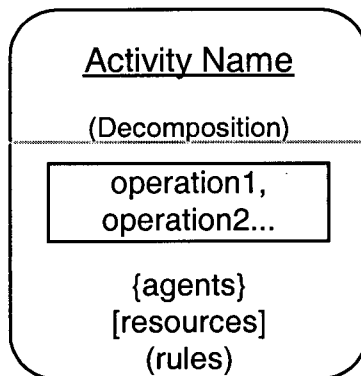 Activity Name
(Decomposition)
operation1,
operation2...
{agents}
[resources]
(rules)